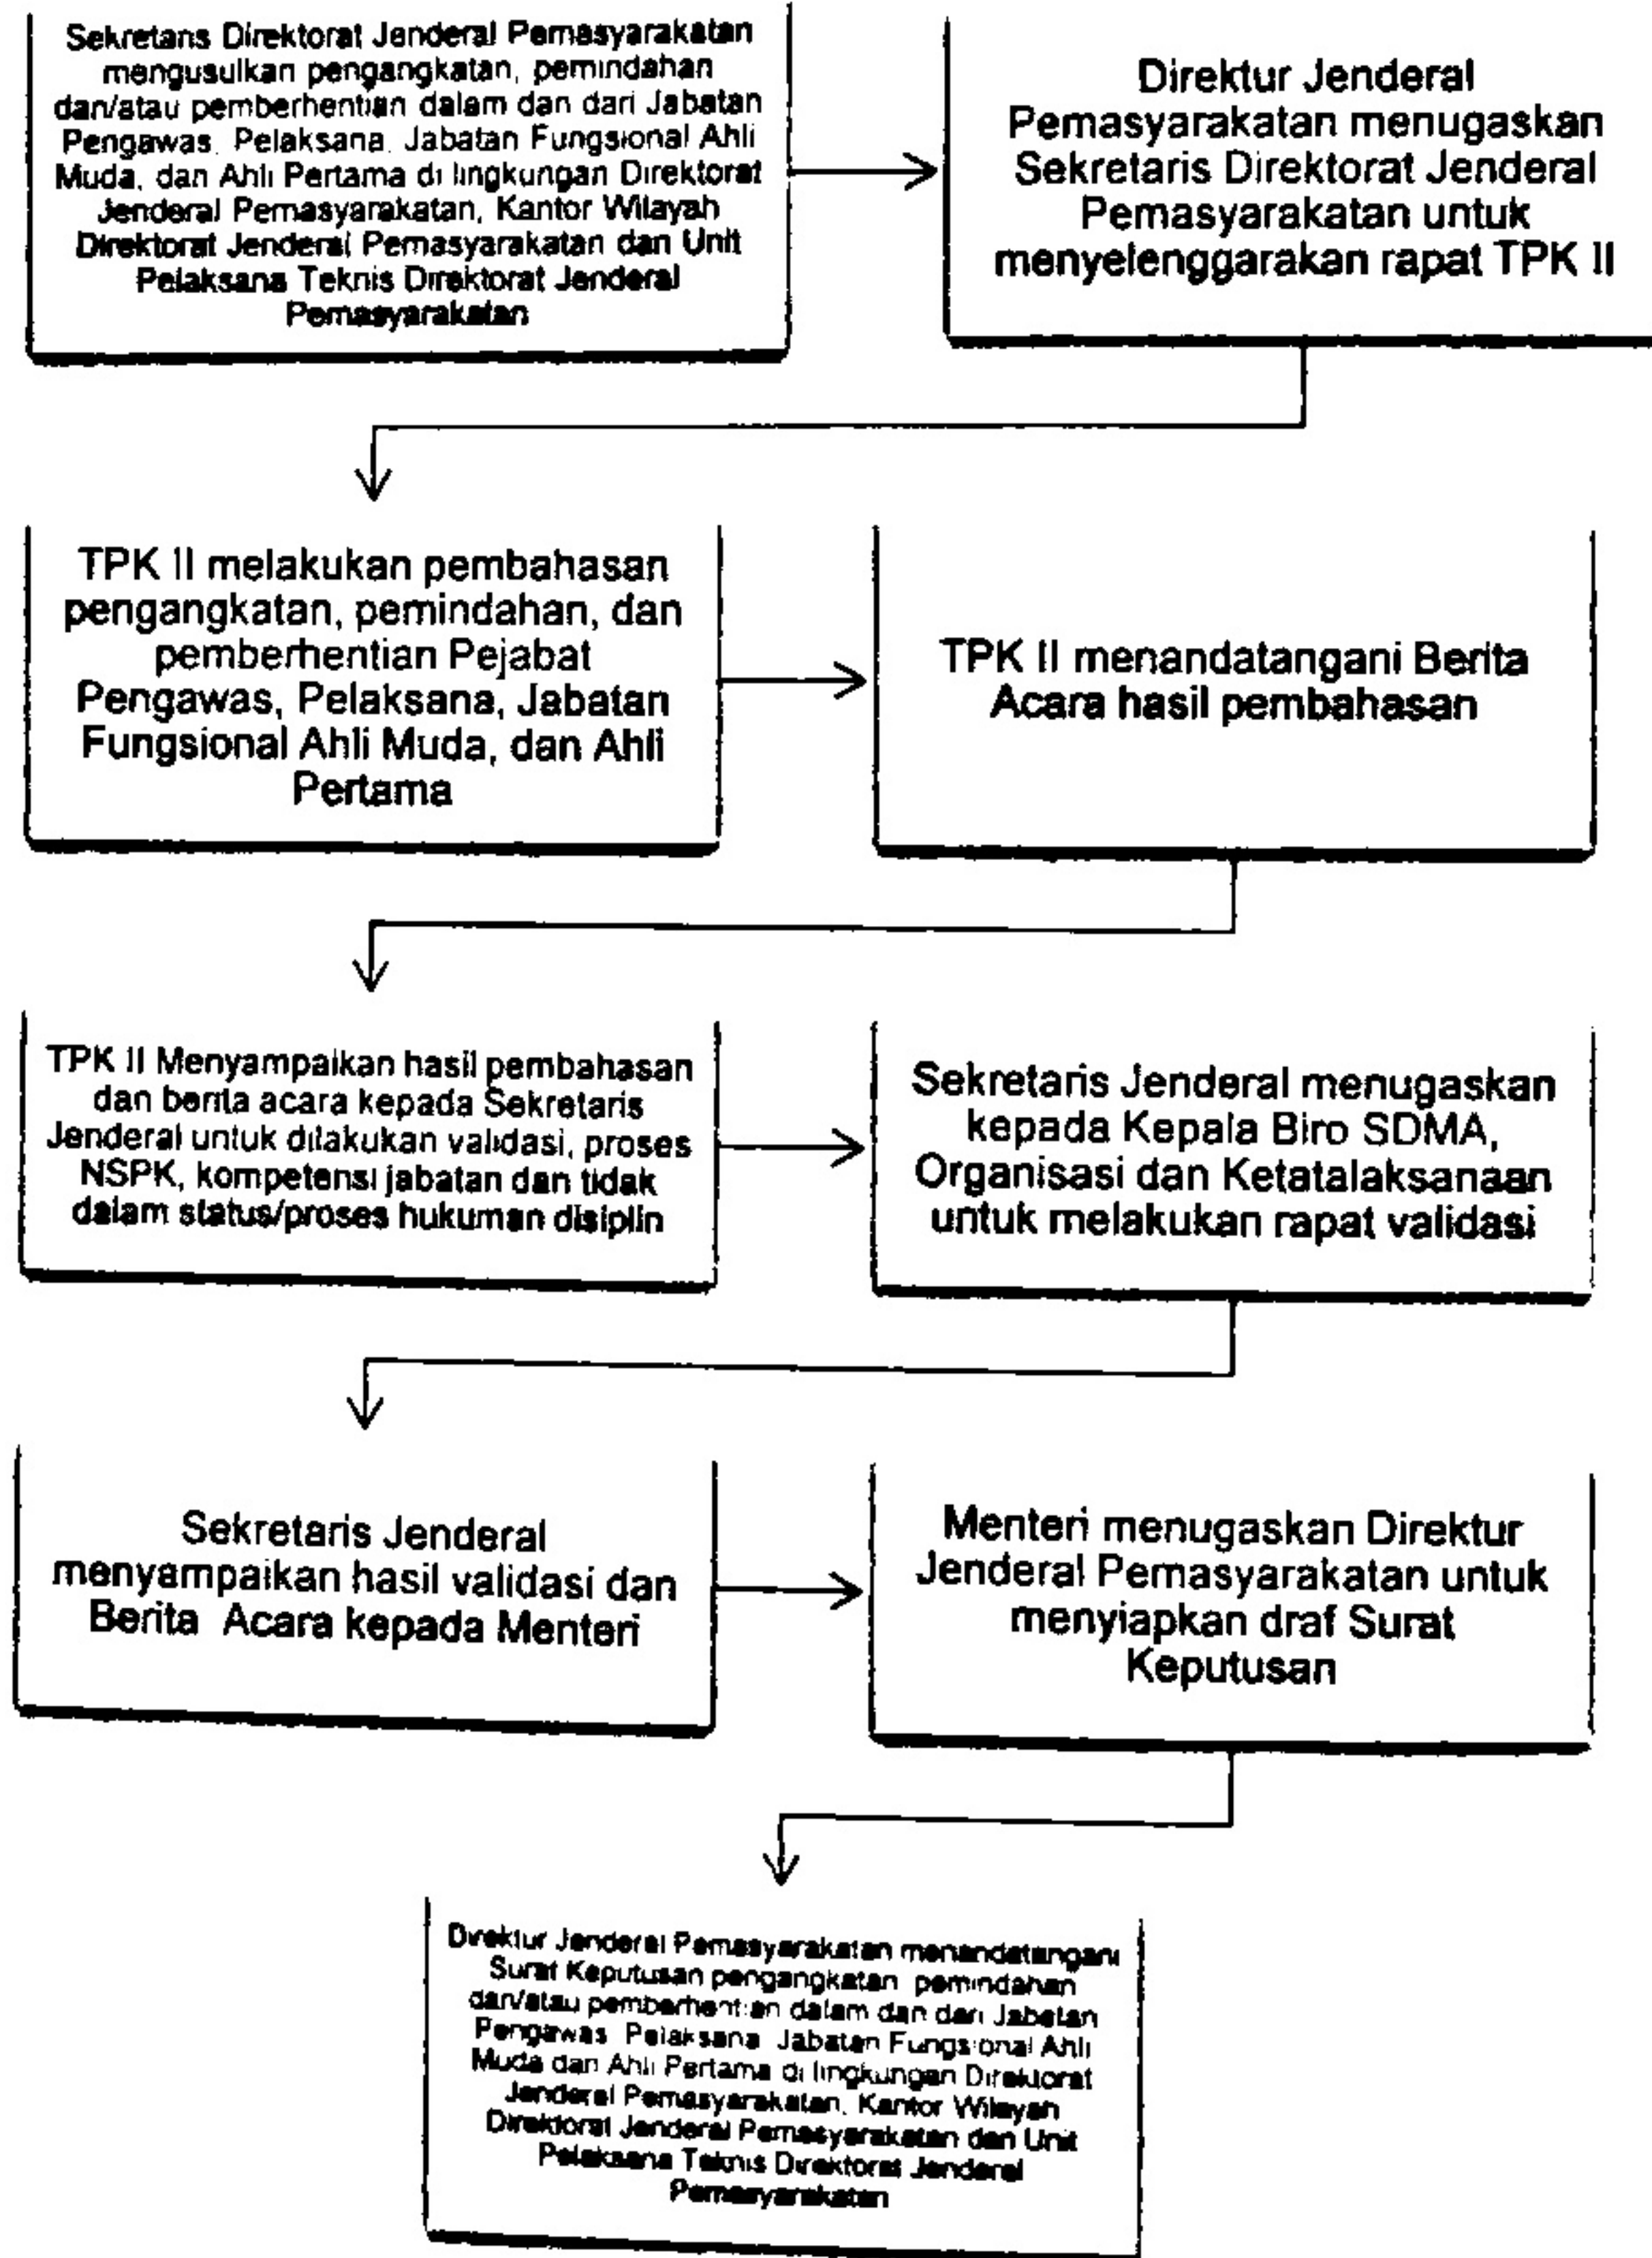 Sekretaris Direktorat Jenderal Pemasyarakatan
mengusulkan pengangkatan, pemindahan
dan/atau pemberhentian dalam dan dari Jabatan
Pengawas, Pelaksana, Jabatan Fungsional Ahli
Muda, dan Ahli Pertama di lingkungan Direktorat
Jenderal Pemasyarakatan, Kantor Wilayah
Direktorat Jenderal Pemasyarakatan dan Unit
Pelaksana Teknis Direktorat Jenderal
Pemasyarakatan
Direktur Jenderal
Pemasyarakatan menugaskan
Sekretaris Direktorat Jenderal
Pemasyarakatan untuk
menyelenggarakan rapat TPK II
TPK II melakukan pembahasan
pengangkatan, pemindahan, dan
pemberhentian Pejabat
Pengawas, Pelaksana, Jabatan
Fungsional Ahli Muda, dan Ahli
Pertama
TPK II menandatangani Berita
Acara hasil pembahasan
TPK II Menyampaikan hasil pembahasan
dan berita acara kepada Sekretaris
Jenderal untuk dilakukan validasi, proses
NSPK, kompetensi jabatan dan tidak
dalam status/proses hukuman disiplin
Sekretaris Jenderal menugaskan
kepada Kepala Biro SDMA,
Organisasi dan Ketatalaksanaan
untuk melakukan rapat validasi
Sekretaris Jenderal
menyampaikan hasil validasi dan
Berita Acara kepada Menteri
Menteri menugaskan Direktur
Jenderal Pemasyarakatan untuk
menyiapkan draf Surat
Keputusan
Direktur Jenderal Pemasyarakatan menandatangani
Surat Keputusan pengangkatan pemindahan
dan/atau pemberhentian dalam dan dari Jabatan
Pengawas Pelaksana Jabatan Fungsional Ahli
Muda dan Ahli Pertama di lingkungan Direktorat
Jenderal Pemasyarakatan, Kantor Wilayah
Direktorat Jenderal Pemasyarakatan dan Unit
Pelaksana Teknis Direktorat Jenderal
Pemasyarakatan